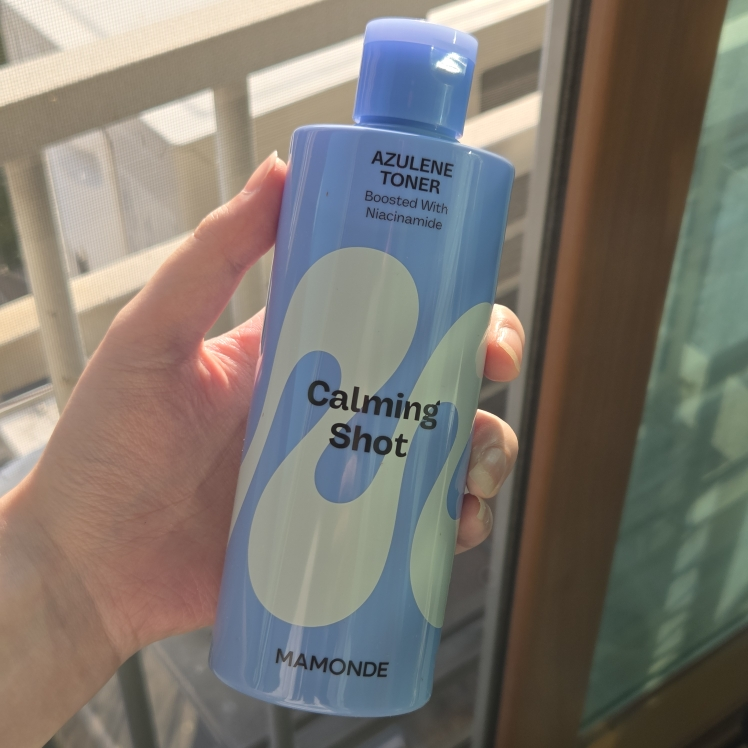 AZULENE
TONER
Boosted With
Niacinamide
Calming
Shot
MAMONDE